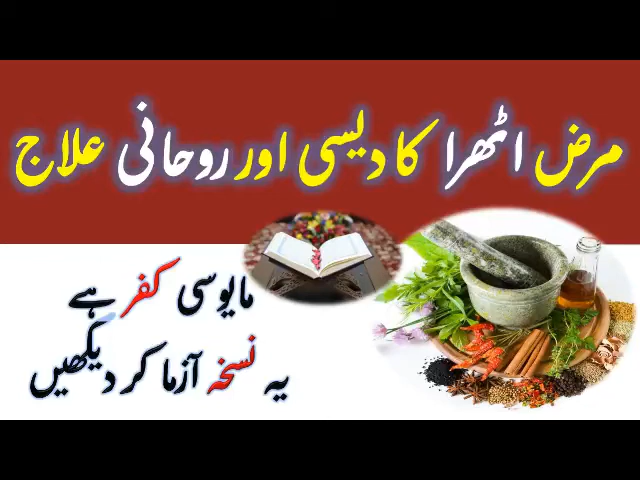 مرض اٹھرا کا دیسی اور روحانی علاج
مایوسی کفر ہے
یہ نسخہ آزما کر دیکھیں